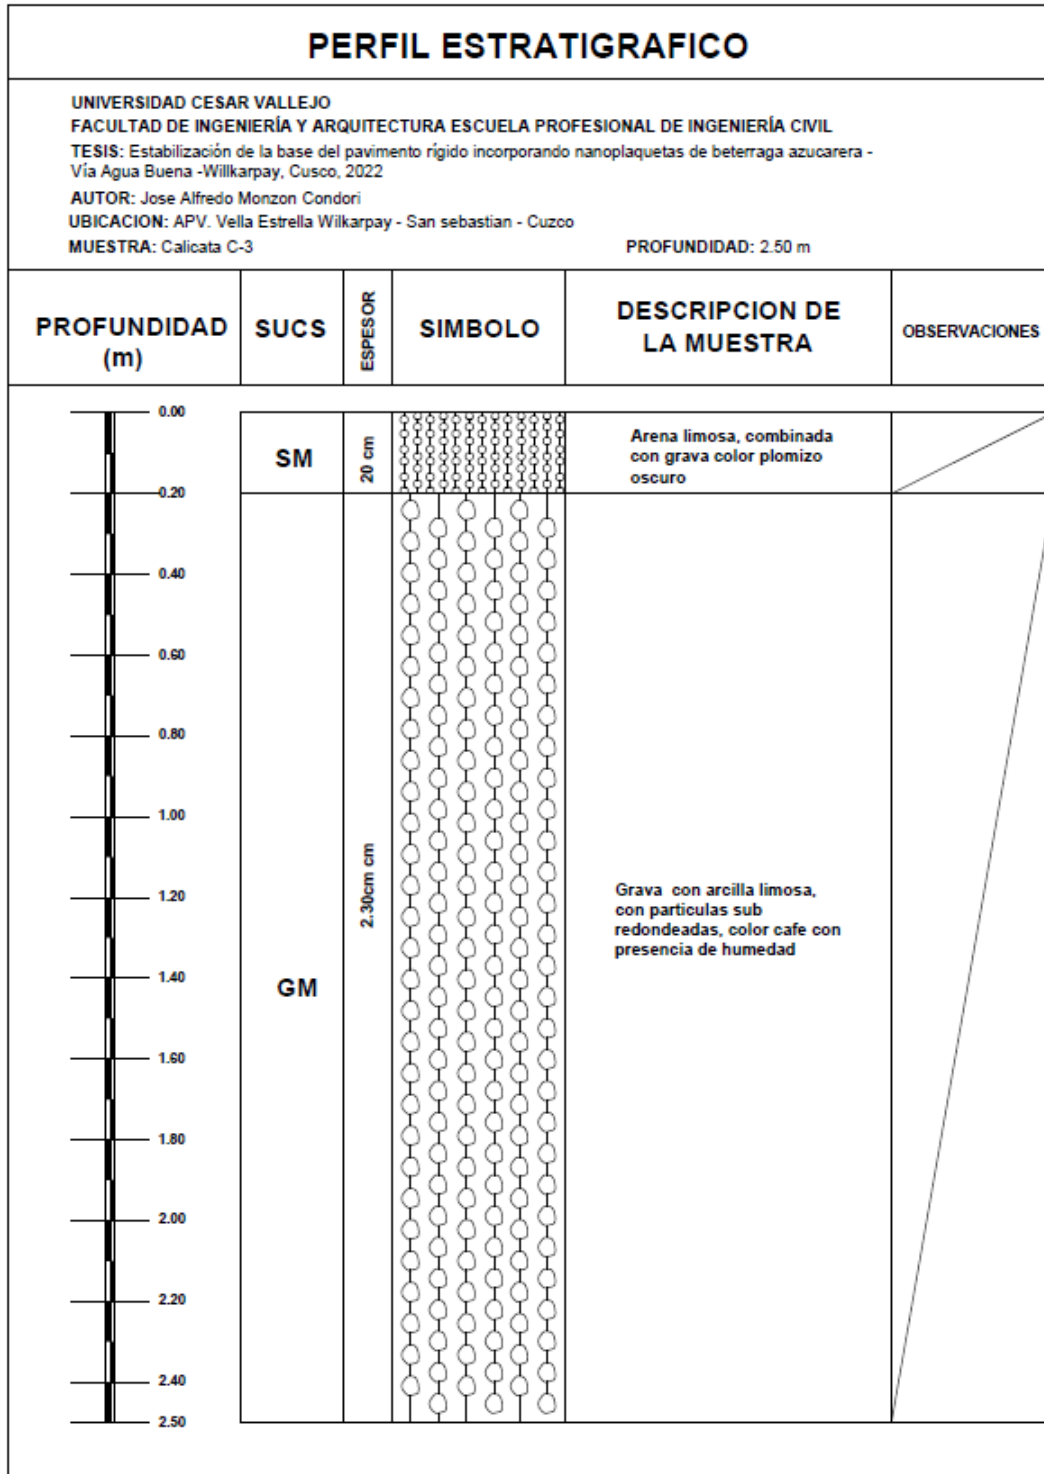 PERFIL ESTRATIGRAFICO
UNIVERSIDAD CESAR VALLEJO
FACULTAD DE INGENIERÍA Y ARQUITECTURA ESCUELA PROFESIONAL DE INGENIERÍA CIVIL
TESIS: Estabilización de la base del pavimento rígido incorporando nanoplaquetas de beterraga azucarera -
Vía Agua Buena -Willkarpay, Cusco, 2022
AUTOR: Jose Alfredo Monzon Condori
UBICACION: APV. Vella Estrella Wilkarpay - San sebastian - Cuzco
MUESTRA: Calicata C-3 PROFUNDIDAD: 2.50 m
PROFUNDIDAD
(m)
SUCS
ESPESOR
SIMBOLO
DESCRIPCION DE
LA MUESTRA
OBSERVACIONES
0.00
0.20
0.40
0.60
0.80
1.00
1.20
1.40
1.60
1.80
2.00
2.20
2.40
2.50
SM
20 cm
Arena limosa, combinada
con grava color plomizo
oscuro
GM
2.30cm cm
Grava con arcilla limosa,
con particulas sub
redondeadas, color cafe con
presencia de humedad